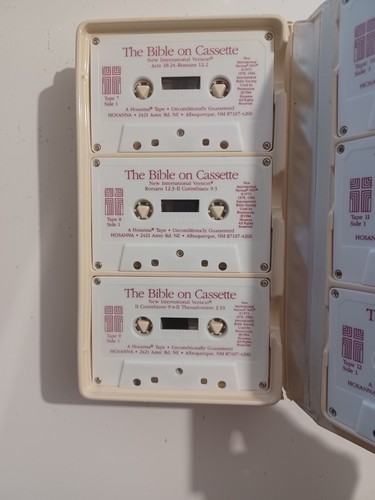 The Bible on Cassette
New International Version®
Acts 18:24-Romans 12:2
Tape 7
Side 1
A Hosanna® Tape • Unconditionally Guaranteed
HOSANNA • 2421 Aztec Rd. NE • Albuquerque, NM 87107-4200
The Bible on Cassette
New International Version®
Romans 12:3-II Corinthians 9:5
Tape 8
Side 1
A Hosanna® Tape • Unconditionally Guaranteed
HOSANNA • 2421 Aztec Rd. NE • Albuquerque, NM 87107-4200
The Bible on Cassette
New International Version®
II Corinthians 9:6-II Thessalonians 2:13
Tape 9
Side 1
A Hosanna® Tape • Unconditionally Guaranteed
HOSANNA • 2421 Aztec Rd. NE • Albuquerque, NM 87107-4200
Tape 11
Side 1
Tape 12
Side 1